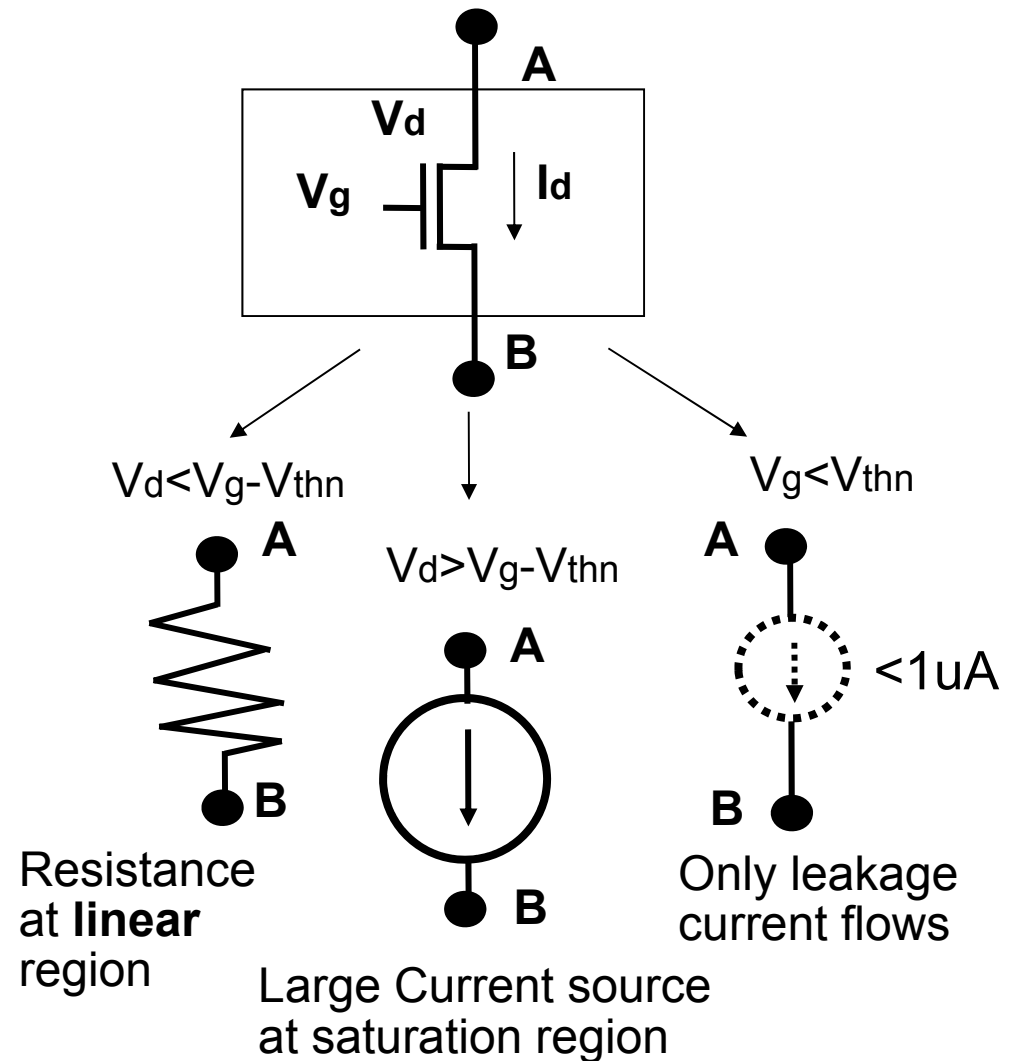 A
Vd
Vg
Id
B
Vd<Vg-Vthn
Vg<Vthn
A
A
Vd>Vg-Vthn
A
<1uA
B
B
Resistance
at linear
region
Only leakage
current flows
B
Large Current source
at saturation region